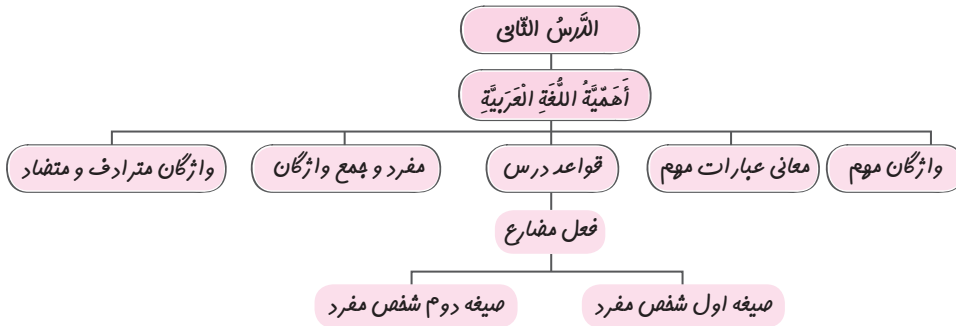 الدَّرسُ الثّانی
أَهَمّیَّةُ اللُّغَةِ الْعَرَبیَّةِ
واژگان مهم
معانی عبارات مهم
قواعد درس
مفرد و جمع واژگان
واژگان مترادف و متضاد
فعل مضارع
صیغه اول شخص مفرد
صیغه دوم شخص مفرد